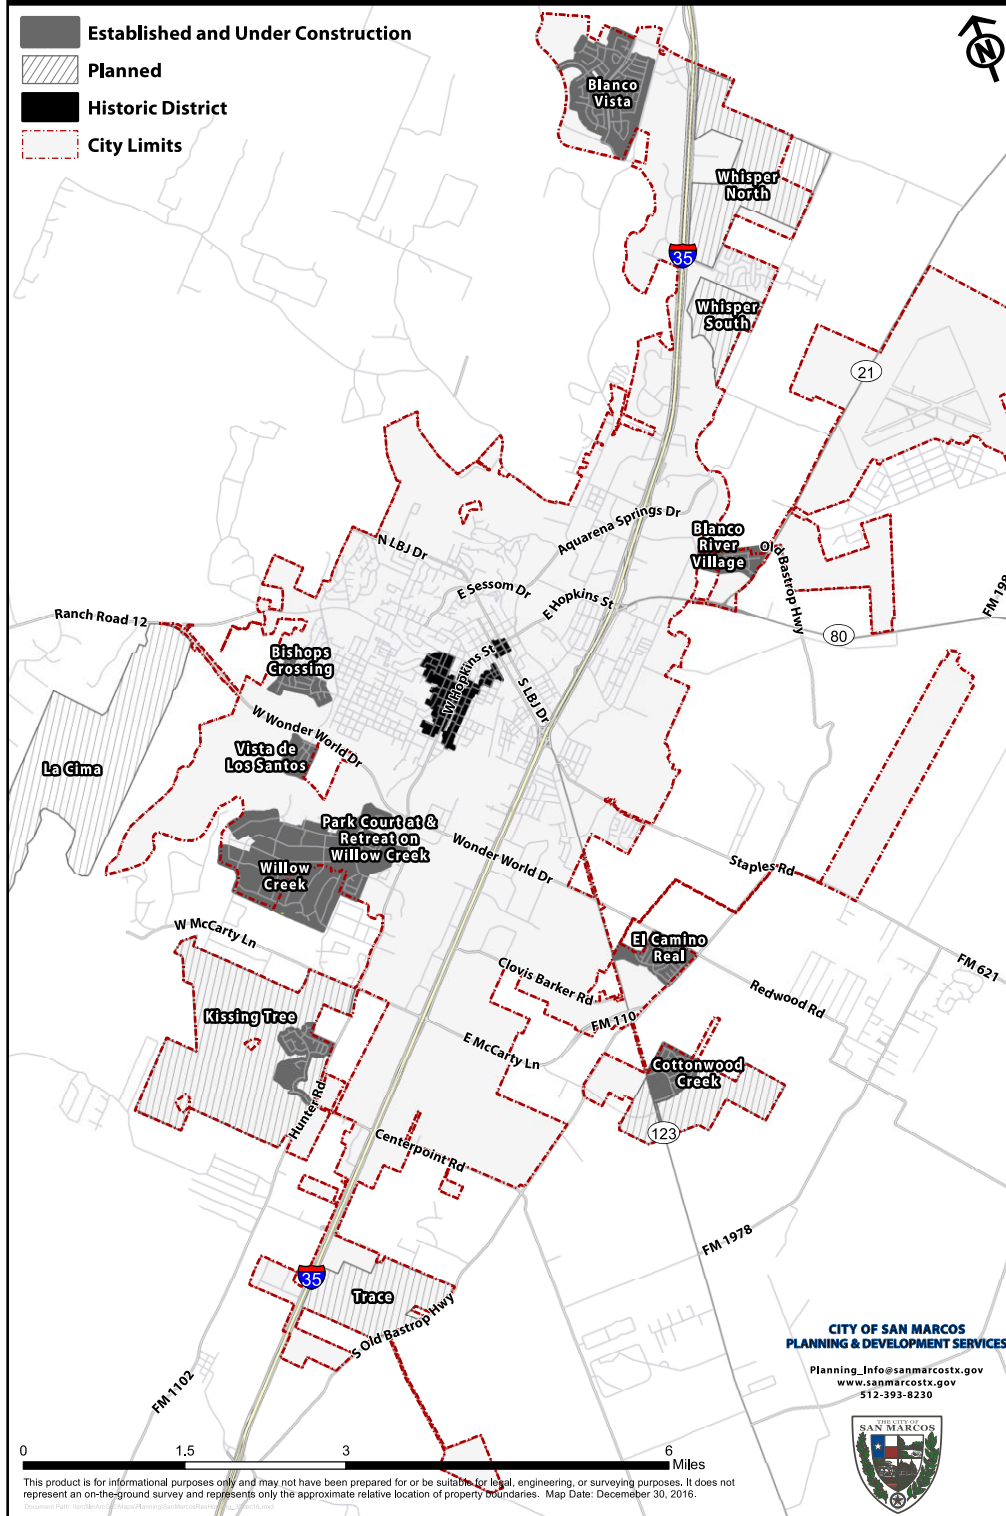 Established and Under Construction
Planned
Historic District
City Limits
N
Blanco
Vista
Whisper
North
35
Whisper
South
21
Aquarena Springs Dr
N LBJ Dr
Blanco
River
Village
Old Bastrop Hwy
E Sessom Dr
E Hopkins St
FM 198
Ranch Road 12
80
Bishops
Crossing
W Hopkins St
S LBJ Dr
W Wonder World Dr
Vista de
Los Santos
La Cima
Park Court at &
Retreat on
Willow Creek
Wonder World Dr
Willow
Creek
Staples Rd
W McCarty Ln
El Camino
Real
FM 621
Clovis Barker Rd
Redwood Rd
Kissing Tree
FM 110
E McCarty Ln
Cottonwood
Creek
Hunter Rd
123
Centerpoint Rd
FM 1978
35
Trace
S Old Bastrop Hwy
FM 1102
CITY OF SAN MARCOS
PLANNING & DEVELOPMENT SERVICES
Planning_Info@sanmarcostx.gov
www.sanmarcostx.gov
512-393-8230
THE CITY OF
SAN MARCOS
0 1.5 3 6
Miles
This product is for informational purposes only and may not have been prepared for or be suitable for legal, engineering, or surveying purposes. It does not
represent an on-the-ground survey and represents only the approximate relative location of property boundaries. Map Date: Decemeber 30, 2016.